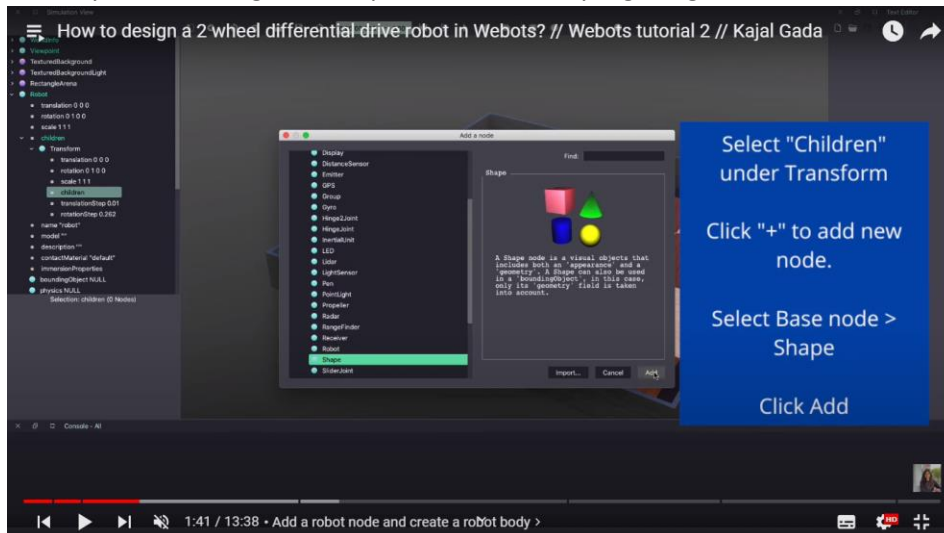 Simulation View
Text Editor
How to design a 2 wheel differential drive robot in Webots? // Webots tutorial 2 // Kajal Gada
WorldInfo
Viewpoint
TexturedBackground
TexturedBackgroundLight
RectangleArena
Robot
translation 0 0 0
rotation 0 1 0 0
scale 1 1 1
children
Transform
translation 0 0 0
rotation 0 1 0 0
scale 1 1 1
children
translationStep 0.01
rotationStep 0.262
name "robot"
model ""
description ""
contactMaterial "default"
immersionProperties
boundingObject NULL
physics NULL
Selection: children (0 Nodes)
Add a node
Display
DistanceSensor
Emitter
GPS
Group
Gyro
Hinge2Joint
HingeJoint
InertialUnit
LED
Lidar
LightSensor
Pen
PointLight
Propeller
Radar
RangeFinder
Receiver
Robot
Shape
SliderJoint
Find:
Shape
A Shape node is a visual objects that
includes both an 'appearance' and a
'geometry'. A Shape can also be used
in a 'boundingObject', in this case,
only its 'geometry' field is taken
into account.
Import...
Cancel
Add
Select "Children"
under Transform
Click "+" to add new
node.
Select Base node >
Shape
Click Add
Console - All
1:41 / 13:38 • Add a robot node and create a robot body >
HD